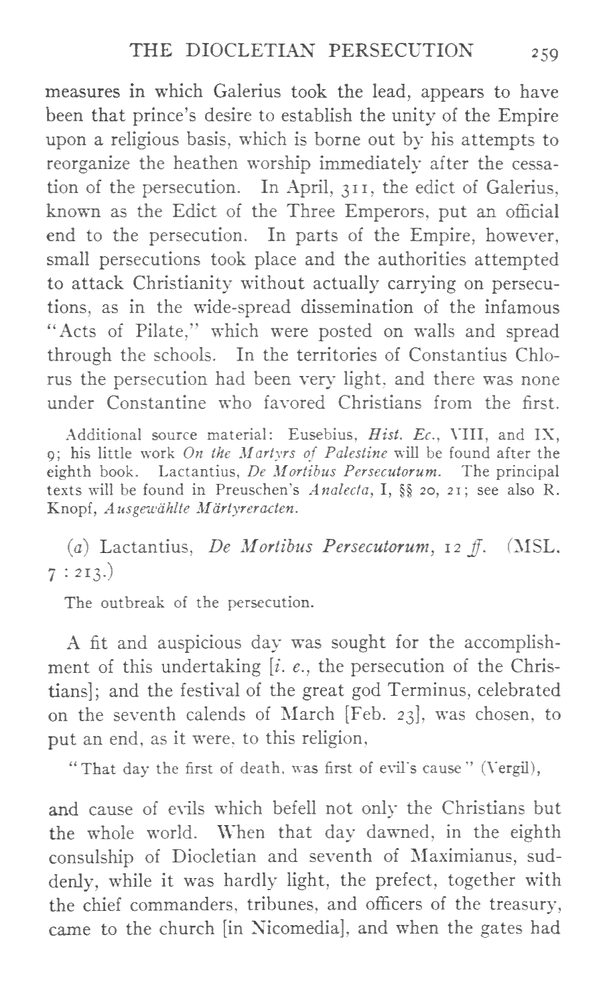 THE DIOCLETIAN PERSECUTION 259
measures in which Galerius took the lead, appears to have
been that prince's desire to establish the unity of the Empire
upon a religious basis, which is borne out by his attempts to
reorganize the heathen worship immediately after the cessa-
tion of the persecution. In April, 311, the edict of Galerius,
known as the Edict of the Three Emperors, put an official
end to the persecution. In parts of the Empire, however,
small persecutions took place and the authorities attempted
to attack Christianity without actually carrying on persecu-
tions, as in the wide-spread dissemination of the infamous
“Acts of Pilate,” which were posted on walls and spread
through the schools. In the territories of Constantius Chlo-
rus the persecution had been very light, and there was none
under Constantine who favored Christians from the first.
Additional source material: Eusebius, Hist. Ec., VIII, and IX,
9; his little work On the Martyrs of Palestine will be found after the
eighth book. Lactantius, De Mortibus Persecutorum. The principal
texts will be found in Preuschen's Analecta, I, §§ 20, 21; see also R.
Knopf, Ausgewählte Märtyreracten.
(a) Lactantius, De Mortibus Persecutorum, 12 ff. (MSL.
7 : 213.)
The outbreak of the persecution.
A fit and auspicious day was sought for the accomplish-
ment of this undertaking [i. e., the persecution of the Chris-
tians]; and the festival of the great god Terminus, celebrated
on the seventh calends of March [Feb. 23], was chosen, to
put an end, as it were, to this religion,
“That day the first of death, was first of evil's cause” (Vergil),
and cause of evils which befell not only the Christians but
the whole world. When that day dawned, in the eighth
consulship of Diocletian and seventh of Maximianus, sud-
denly, while it was hardly light, the prefect, together with
the chief commanders, tribunes, and officers of the treasury,
came to the church [in Nicomedia], and when the gates had